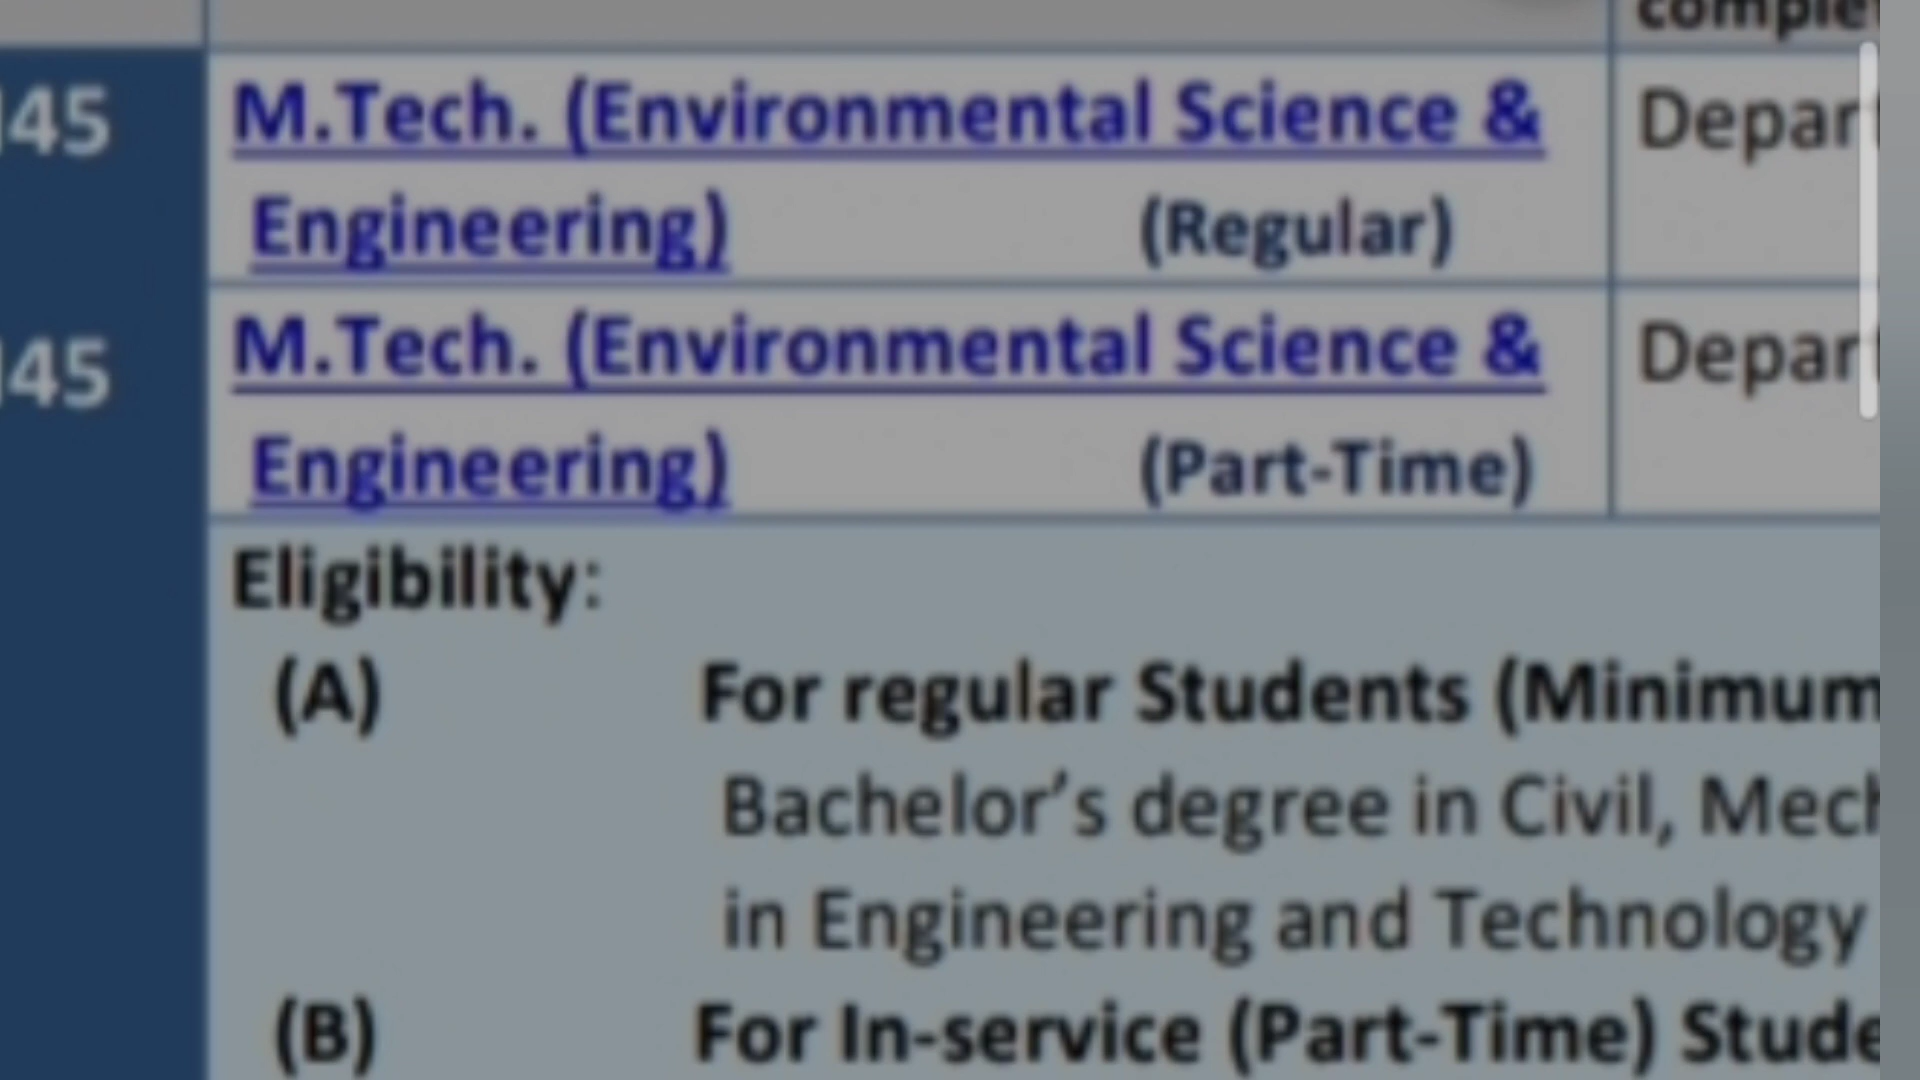 45
M.Tech. (Environmental Science &
Engineering) (Regular)
45
M.Tech. (Environmental Science &
Engineering) (Part-Time)
Eligibility:
(A) For regular Students (Minimum
Bachelor’s degree in Civil,
in Engineering and Technology
(B) For In-service (Part-Time)